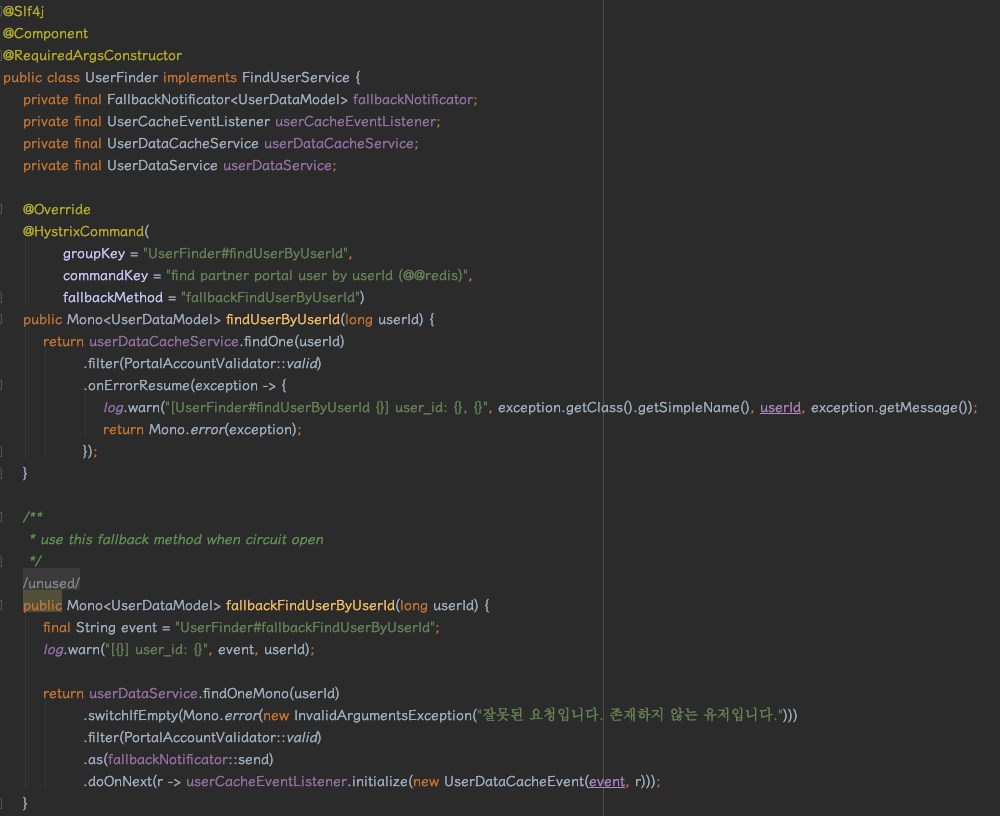 @Slf4j
@Component
@RequiredArgsConstructor
public class UserFinder implements FindUserService {
private final FallbackNotificator<UserDataModel> fallbackNotificator;
private final UserCacheEventListener userCacheEventListener;
private final UserDataCacheService userDataCacheService;
private final UserDataService userDataService;
@Override
@HystrixCommand(
groupKey = "UserFinder#findUserByUserId",
commandKey = "find partner portal user by userId (@@redis)",
fallbackMethod = "fallbackFindUserByUserId")
public Mono<UserDataModel> findUserByUserId(long userId) {
return userDataCacheService.findOne(userId)
.filter(PortalAccountValidator::valid)
.onErrorResume(exception -> {
log.warn("[UserFinder#findUserByUserId {}] user_id: {}, {}", exception.getClass().getSimpleName(), userId, exception.getMessage());
return Mono.error(exception);
});
}
/**
* use this fallback method when circuit open
*/
/unused/
public Mono<UserDataModel> fallbackFindUserByUserId(long userId) {
final String event = "UserFinder#fallbackFindUserByUserId";
log.warn("[{}] user_id: {}", event, userId);
return userDataService.findOneMono(userId)
.switchIfEmpty(Mono.error(new InvalidArgumentsException("잘못된 요청입니다. 존재하지 않는 유저입니다.")))
.filter(PortalAccountValidator::valid)
.as(fallbackNotificator::send)
.doOnNext(r -> userCacheEventListener.initialize(new UserDataCacheEvent(event, r)));
}